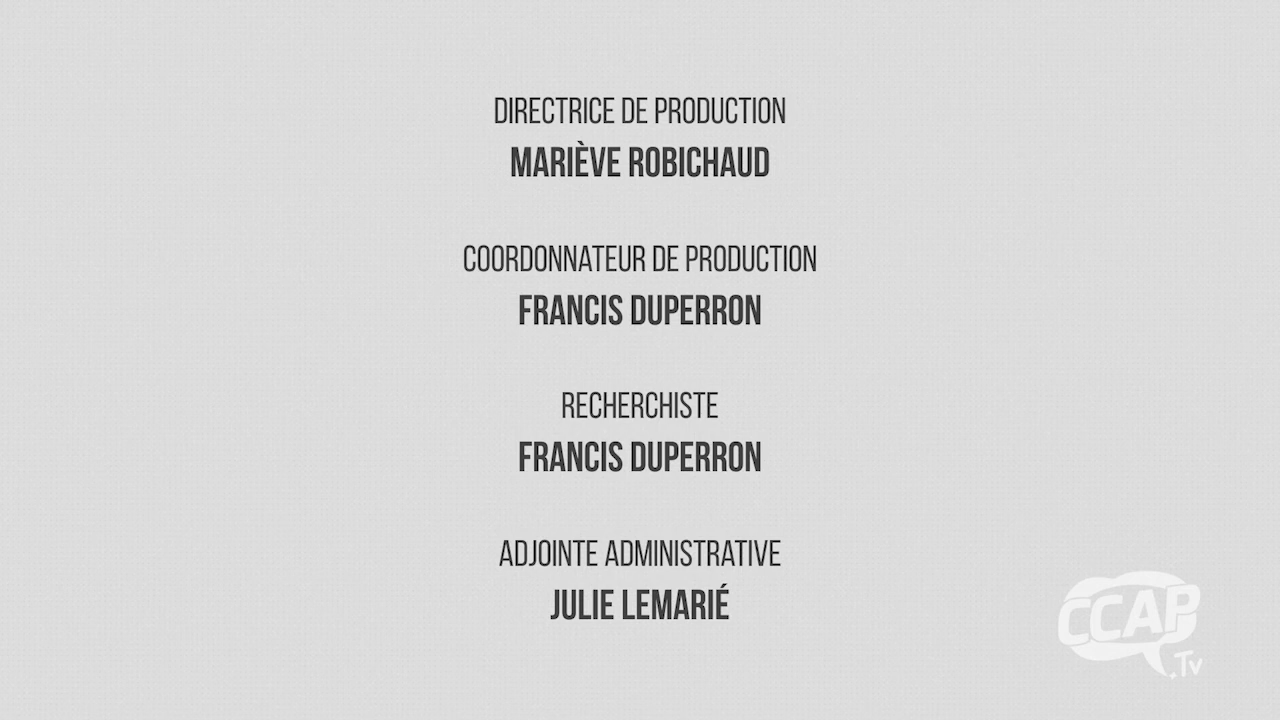 DIRECTRICE DE PRODUCTION
MARIÈVE ROBICHAUD
COORDONNATEUR DE PRODUCTION
FRANCIS DUPERRON
RECHERCHISTE
FRANCIS DUPERRON
ADJOINTE ADMINISTRATIVE
JULIE LEMARIÉ
CCAP
.Tv